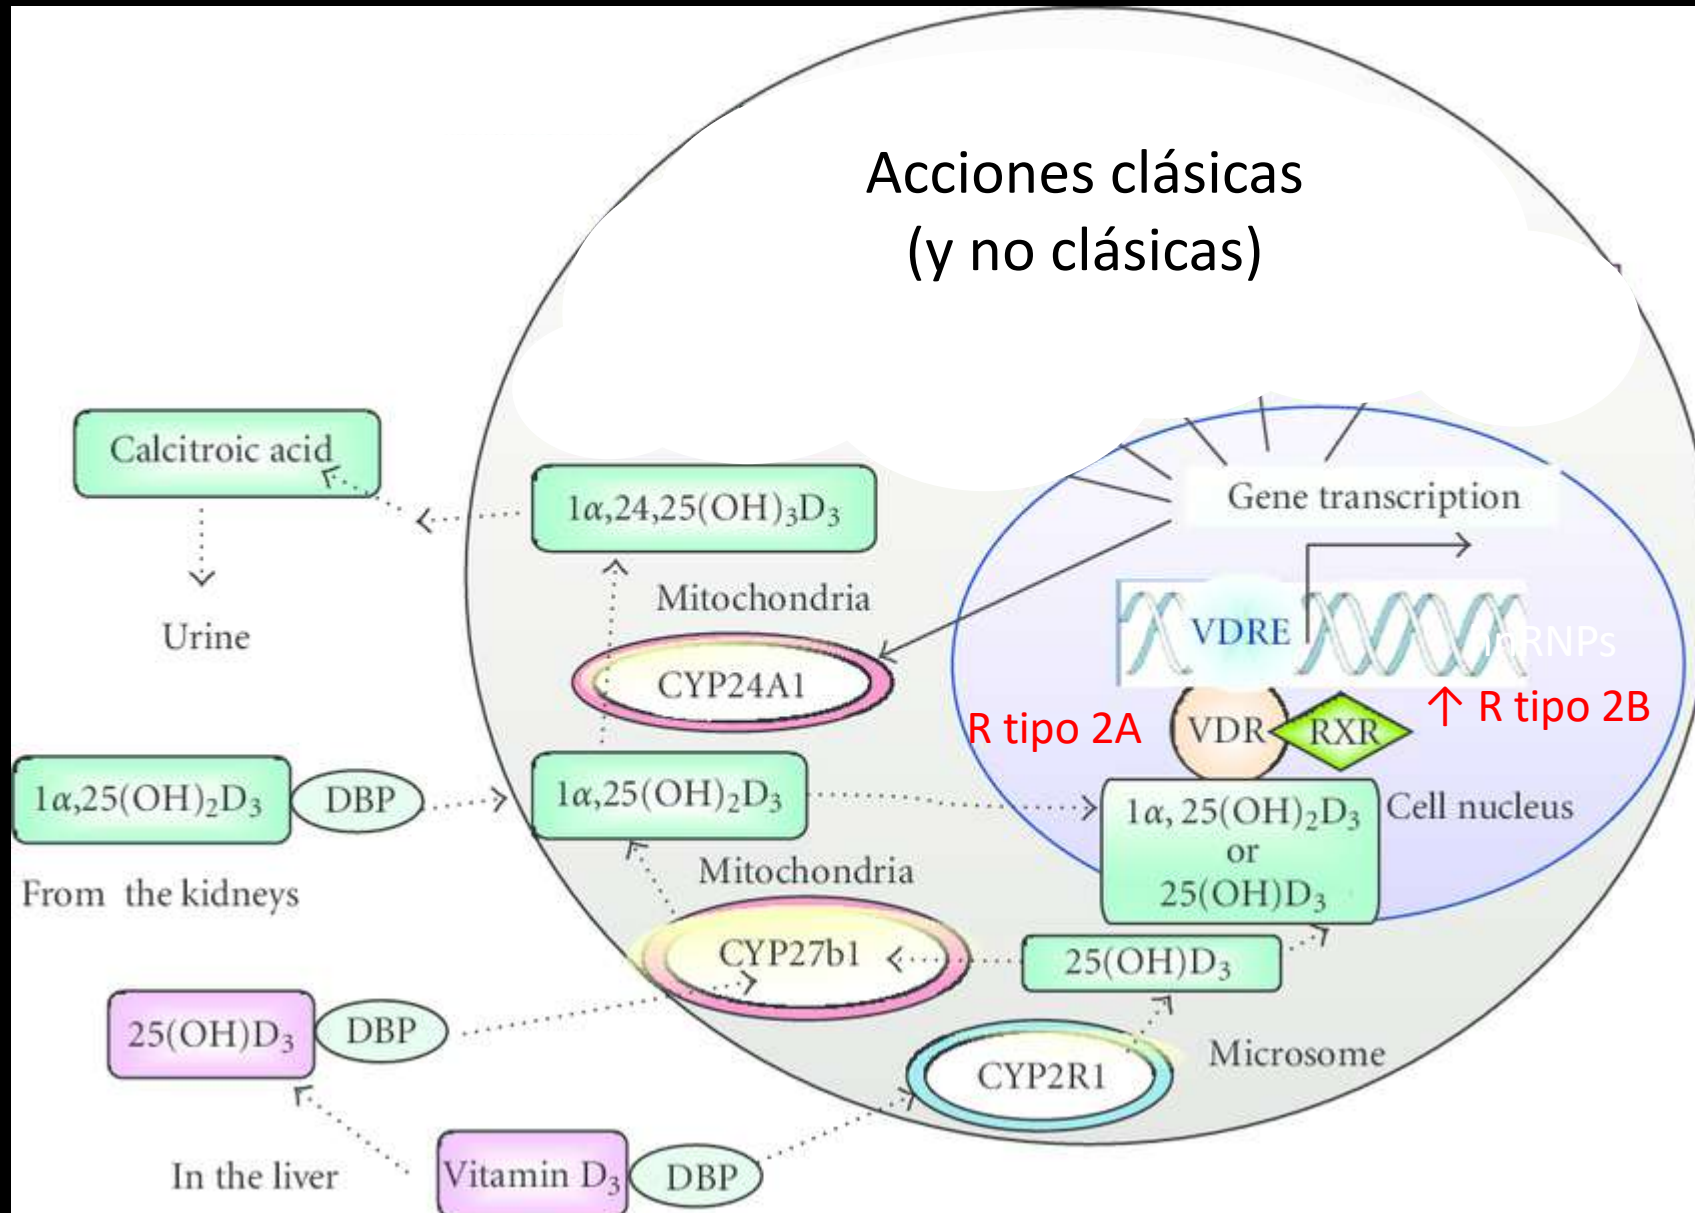 Acciones clásicas
(y no clásicas)
Calcitroic acid
1α,24,25(OH)₃D₃
Gene transcription
Mitochondria
Urine
VDRE
CYP24A1
R tipo 2A
VDR
RXR
↑ R tipo 2B
1α,25(OH)₂D₃
DBP
1α,25(OH)₂D₃
1α, 25(OH)₂D₃
or
25(OH)D₃
Cell nucleus
From the kidneys
Mitochondria
CYP27b1
25(OH)D₃
25(OH)D₃
DBP
CYP2R1
Microsome
In the liver
Vitamin D₃
DBP